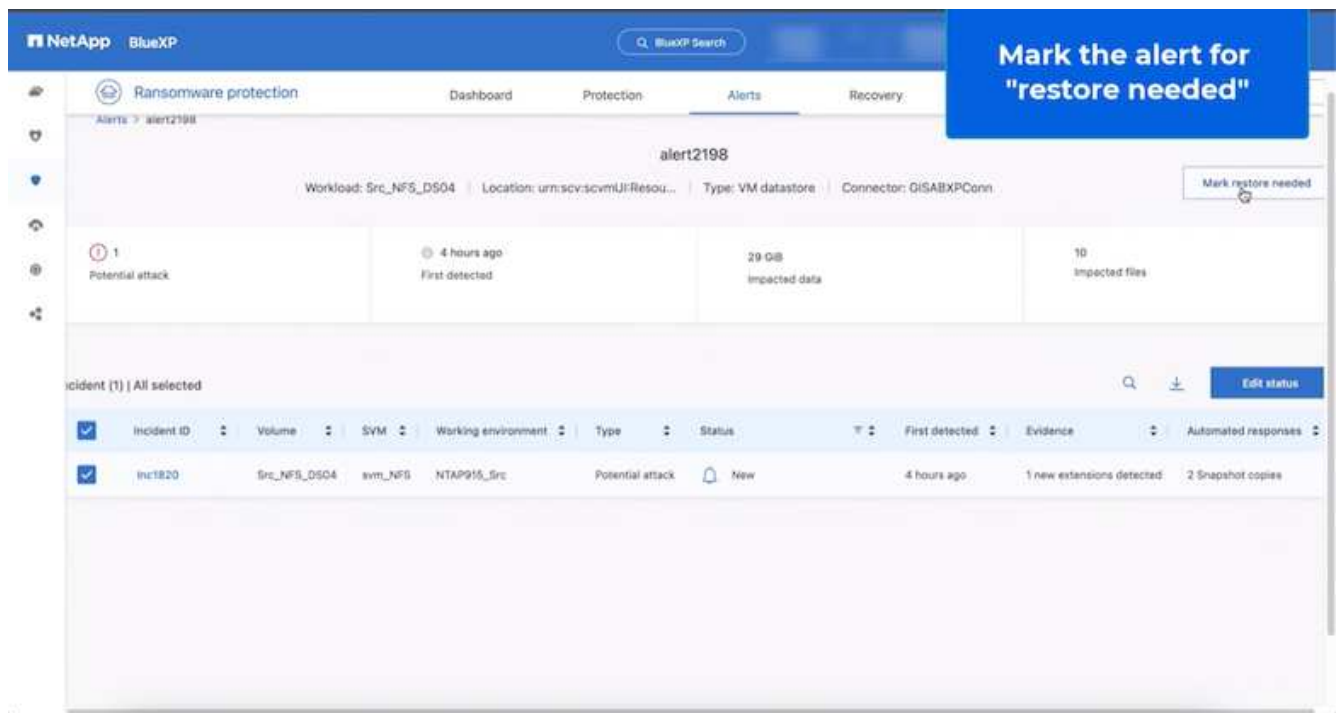 NetApp BlueXP
BlueXP Search
Mark the alert for
"restore needed"
Ransomware protection
Dashboard
Protection
Alerts
Recovery
Alerts > alert2198
alert2198
Workload: Src_NFS_DS04 | Location: urn:scv:scvmUI:Resou... | Type: VM datastore | Connector: GISABXPConn
Mark restore needed
1
Potential attack
4 hours ago
First detected
29 GiB
Impacted data
10
Impacted files
cident (1) | All selected
Edit status
Incident ID Volume SVM Working environment Type Status First detected Evidence Automated responses
Inc1820 Src_NFS_DS04 svm_NFS NTAP915_Src Potential attack New 4 hours ago 1 new extensions detected 2 Snapshot copies